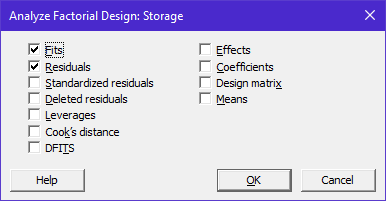 Analyze Factorial Design: Storage
Fits
Residuals
Standardized residuals
Deleted residuals
Leverages
Cook's distance
DFITS
Effects
Coefficients
Design matrix
Means
Help
OK
Cancel